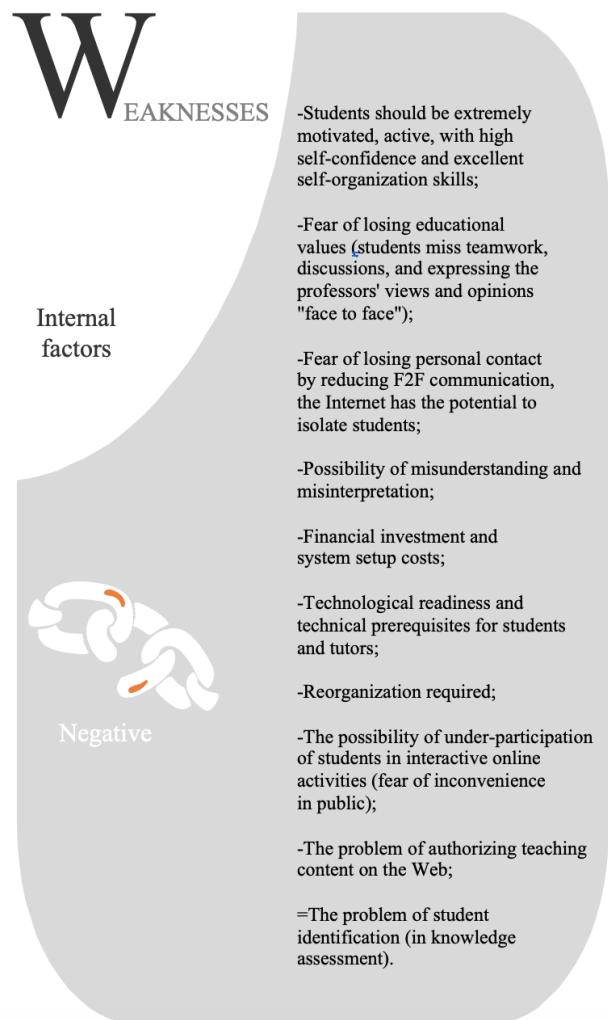 WEAKNESSES
Internal
factors
Negative
-Students should be extremely
motivated, active, with high
self-confidence and excellent
self-organization skills;
-Fear of losing educational
values (students miss teamwork,
discussions, and expressing the
professors' views and opinions
"face to face");
-Fear of losing personal contact
by reducing F2F communication,
the Internet has the potential to
isolate students;
-Possibility of misunderstanding and
misinterpretation;
-Financial investment and
system setup costs;
-Technological readiness and
technical prerequisites for students
and tutors;
-Reorganization required;
-The possibility of under-participation
of students in interactive online
activities (fear of inconvenience
in public);
-The problem of authorizing teaching
content on the Web;
=The problem of student
identification (in knowledge
assessment).